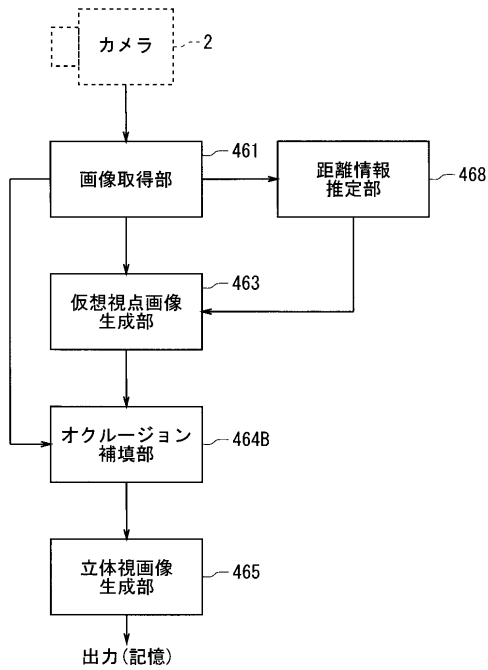 カメラ
2
画像取得部
461
距離情報
推定部
468
仮想視点画像
生成部
463
オクルージョン
補填部
464B
立体視画像
生成部
465
出力(記憶)